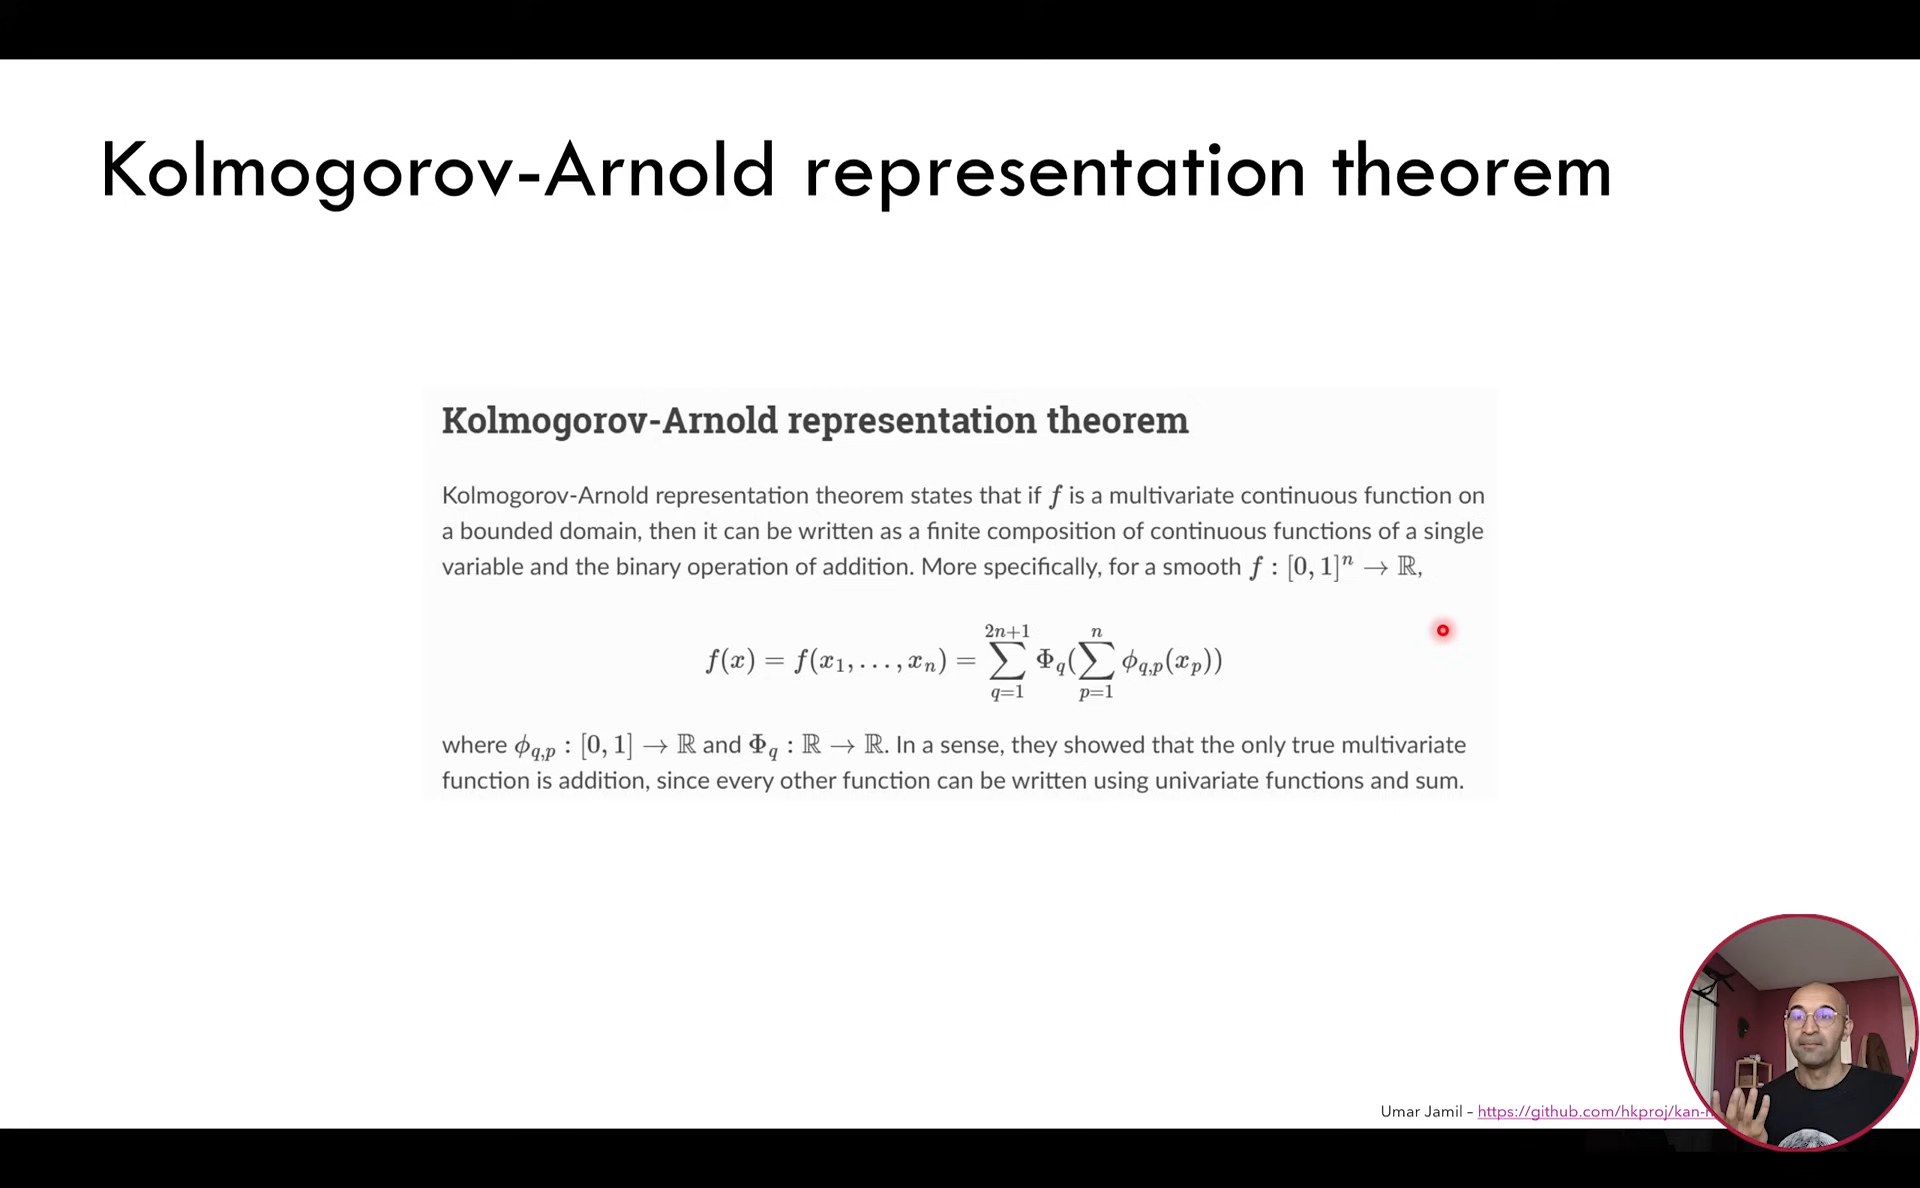 Kolmogorov-Arnold representation theorem
Kolmogorov-Arnold representation theorem
Kolmogorov-Arnold representation theorem states that if f is a multivariate continuous function on
a bounded domain, then it can be written as a finite composition of continuous functions of a single
variable and the binary operation of addition. More specifically, for a smooth f : [0, 1]ⁿ → ℝ,
f(x) = f(x₁, . . . , xₙ) = ∑_{q=1}^{2n+1} Φ_q(∑_{p=1}^{n} ϕ_{q,p}(x_p))
where ϕ_{q,p} : [0, 1] → ℝ and Φ_q : ℝ → ℝ. In a sense, they showed that the only true multivariate
function is addition, since every other function can be written using univariate functions and sum.
Umar Jamil – https://github.com/hkproj/kan-